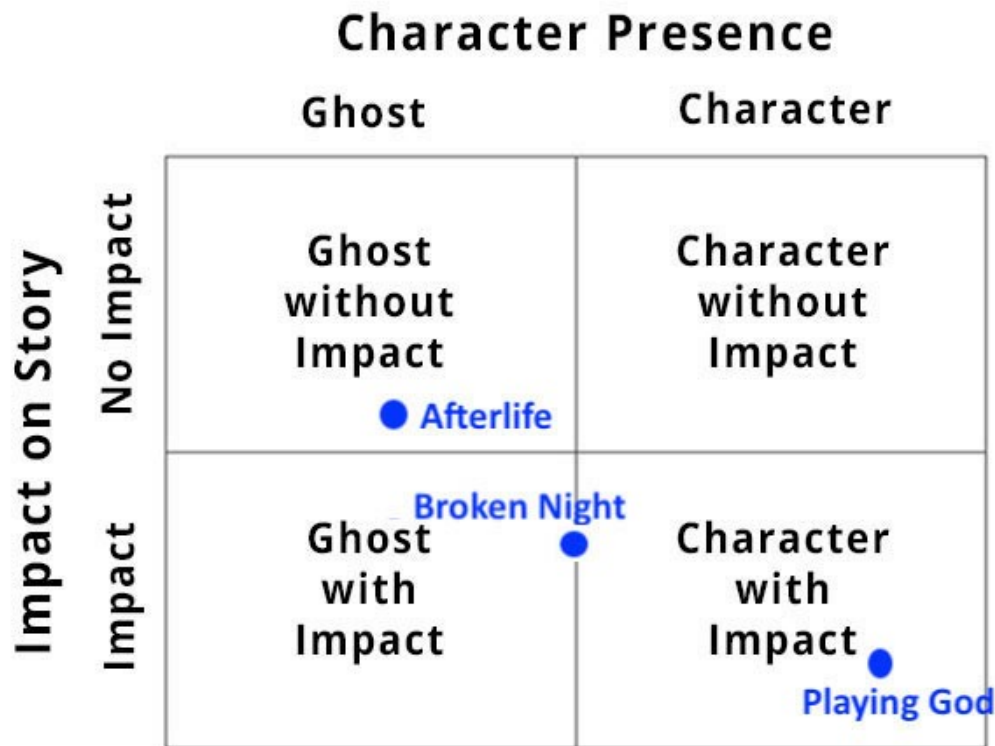 Character Presence
Ghost
Character
Impact on Story
No Impact
Ghost
without
Impact
Character
without
Impact
Afterlife
Impact
Broken Night
Ghost
with
Impact
Character
with
Impact
Playing God